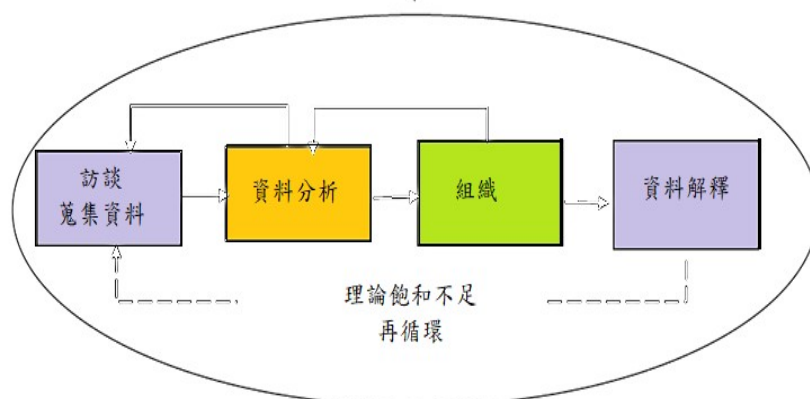 訪談
蒐集資料
資料分析
組織
資料解釋
理論飽和不足
再循環